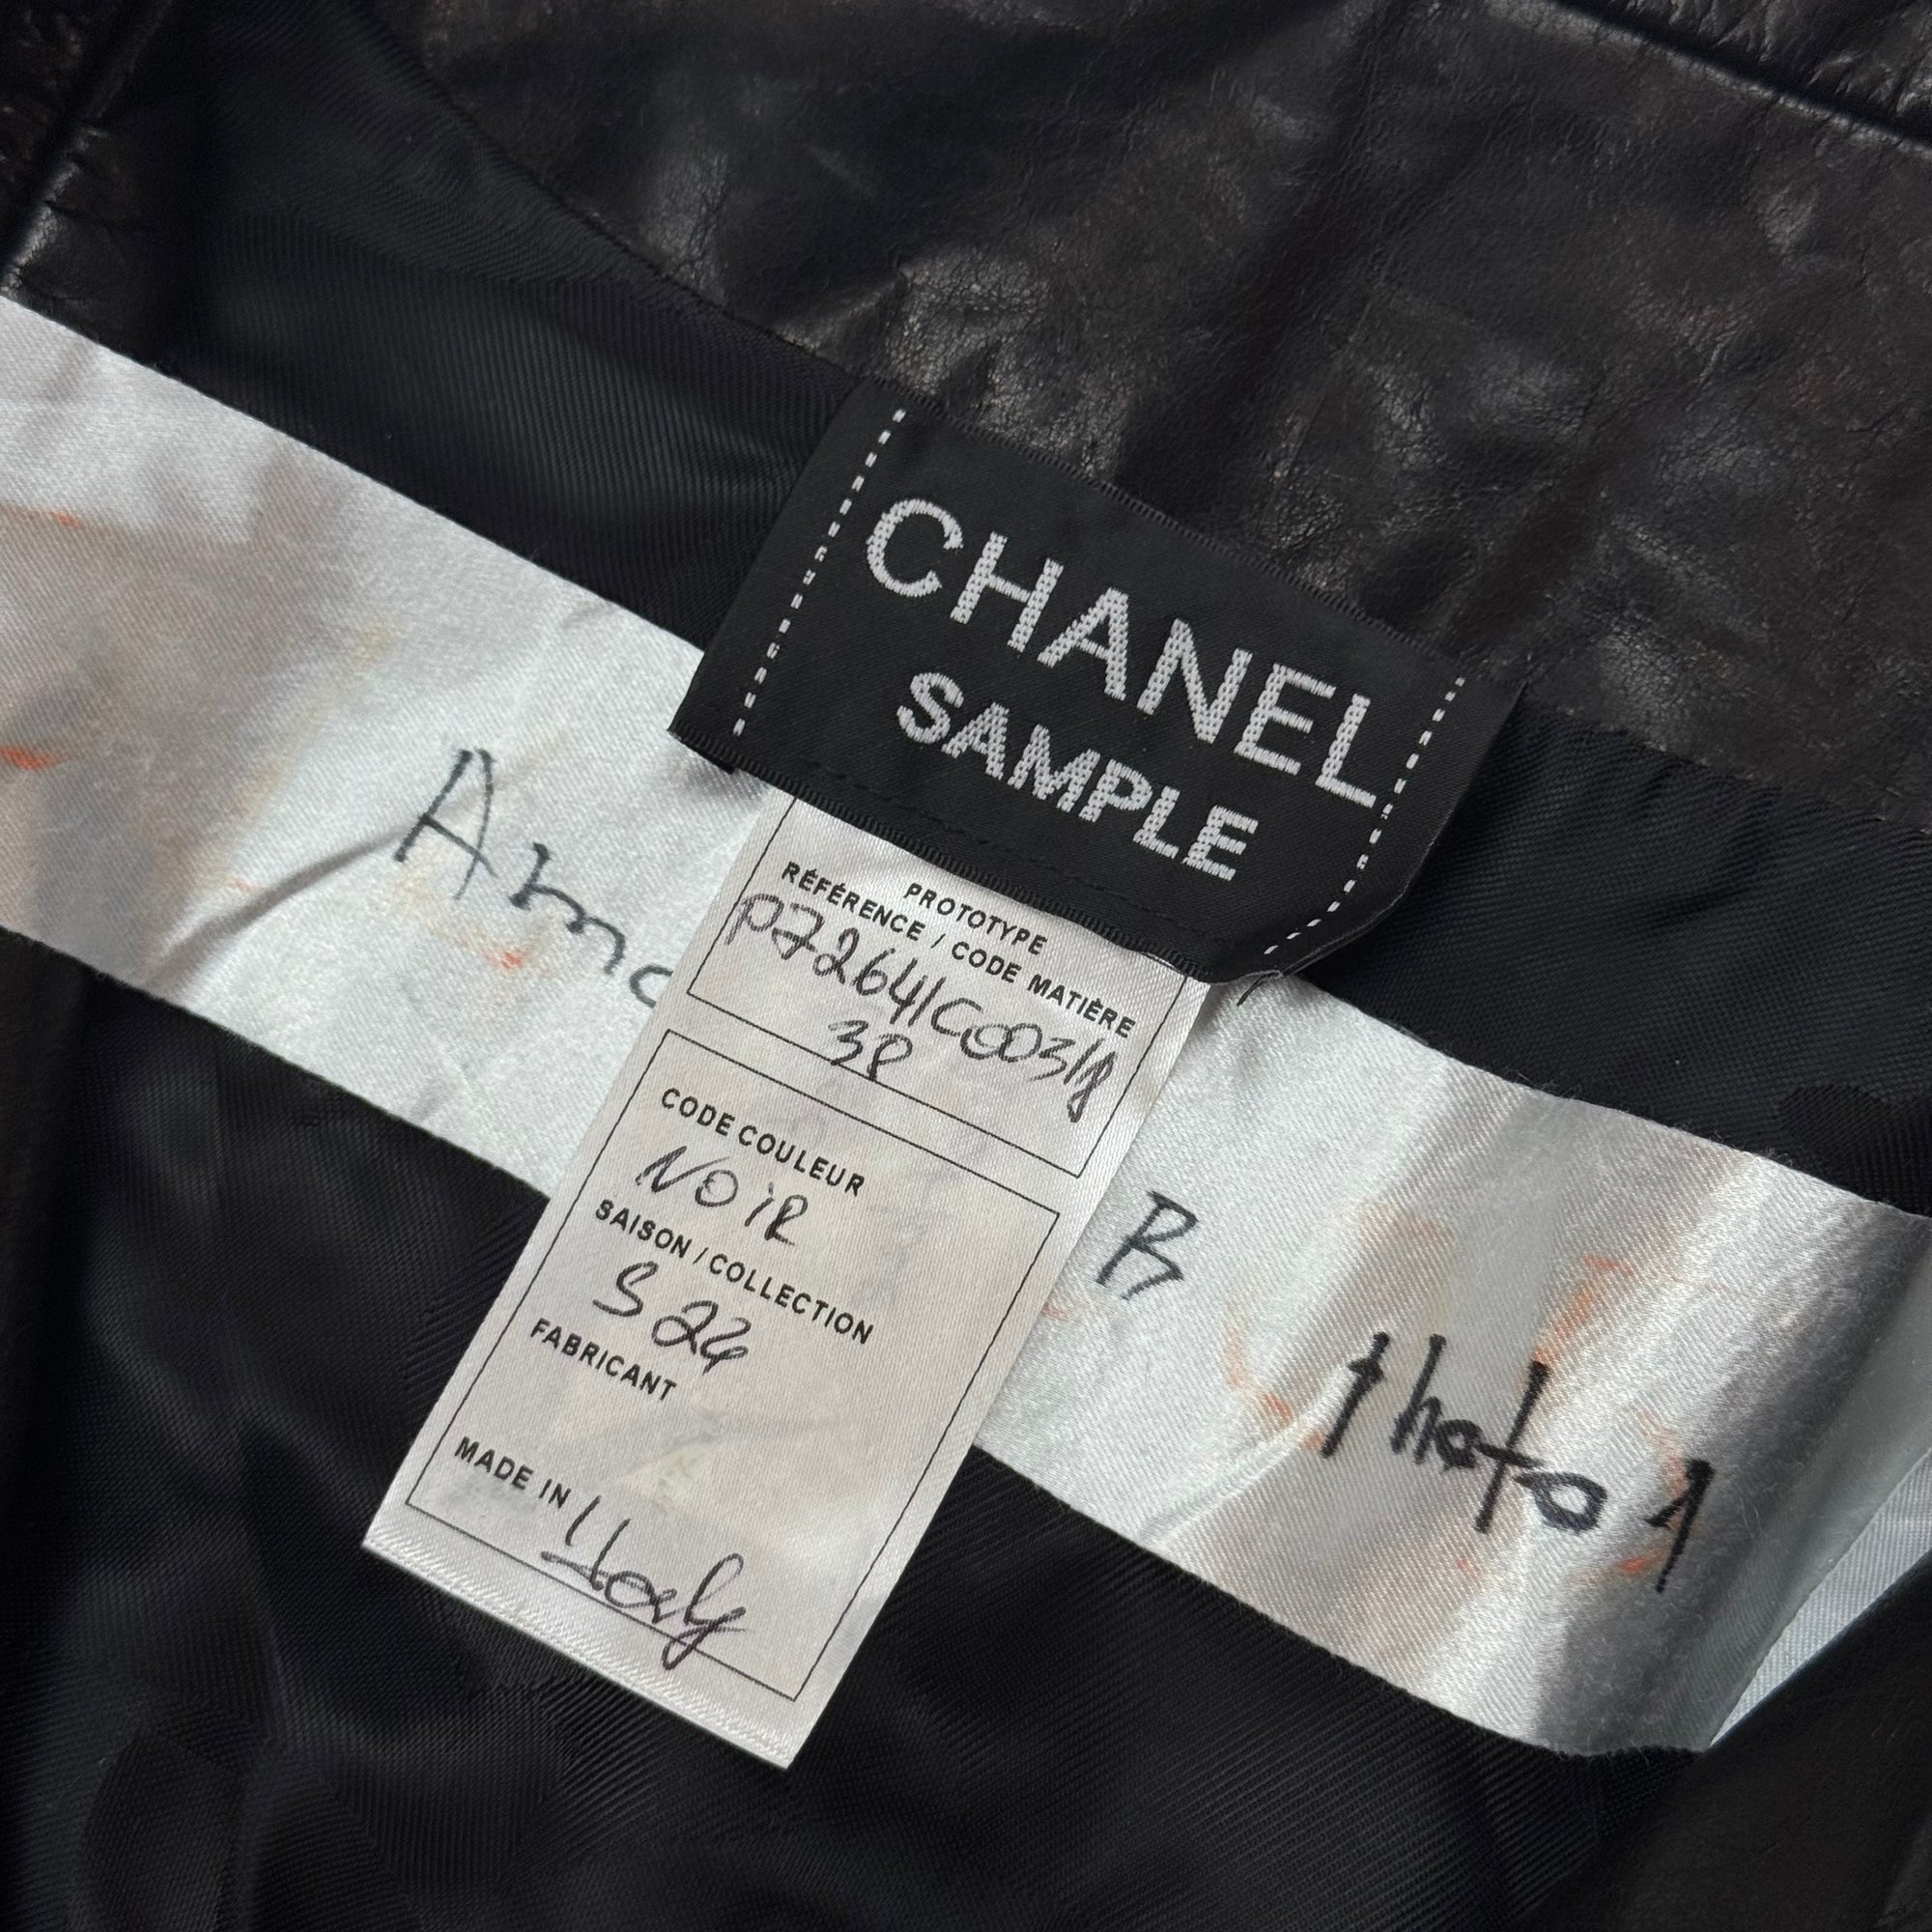 CHANEL
SAMPLE
PROTOTYPE
RÉFÉRENCE / CODE MATIÈRE
38
CODE COULEUR
NOIR
SAISON / COLLECTION
S 24
FABRICANT
MADE IN Italy
B
Photo 1